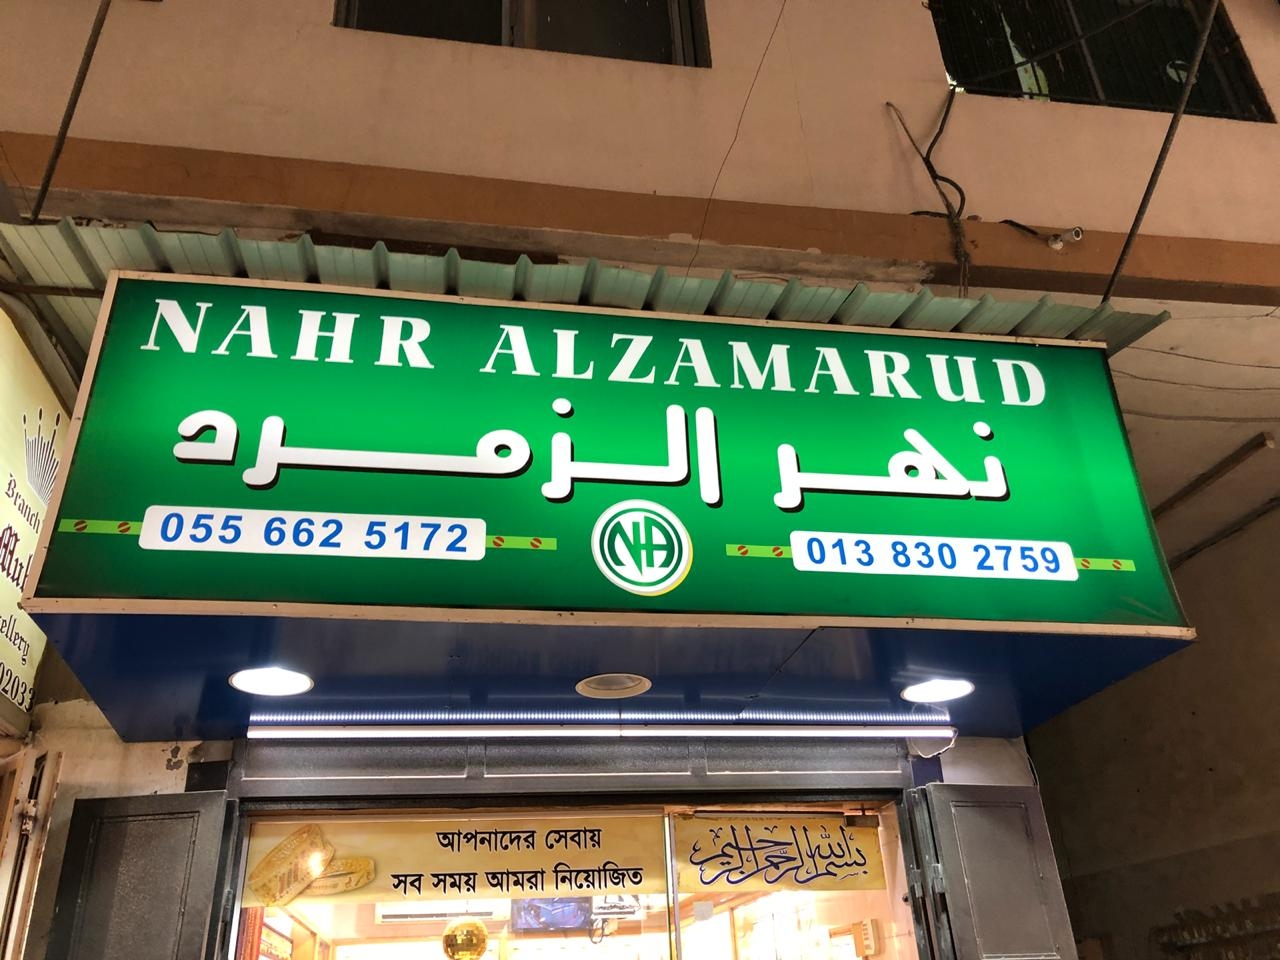 NAHR ALZAMARUD
نهر الزمرد
055 662 5172
NA
013 830 2759
Branch
আপনাদের সেবায়
সব সময় আমরা নিয়োজিত
بسم الله الرحمن الرحيم